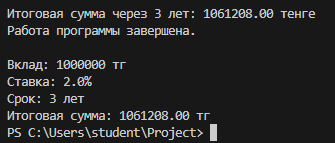 Итоговая сумма через 3 лет: 1061208.00 тенге
Работа программы завершена.
Вклад: 1000000 тг
Ставка: 2.0%
Срок: 3 лет
Итоговая сумма: 1061208.00 тг
PS C:\Users\student\Project>